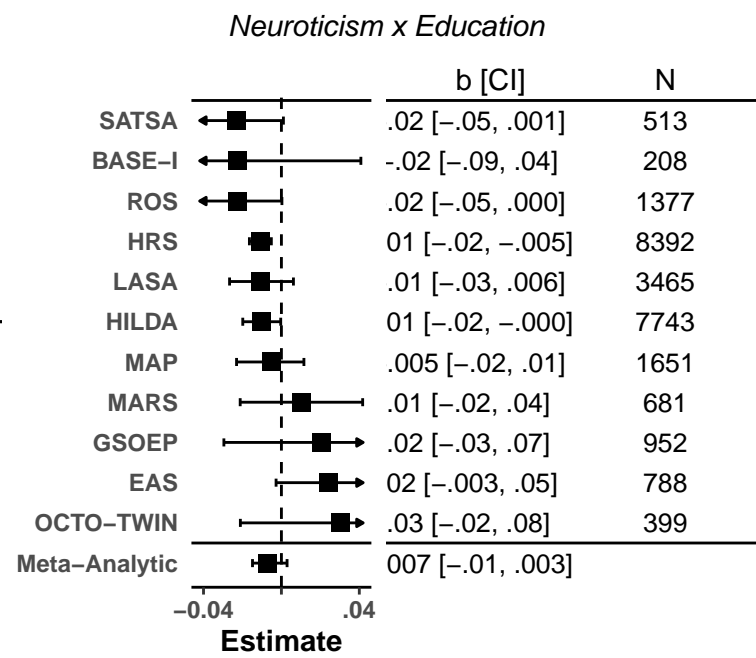 Neuroticism x Education
b [CI] N
SATSA .02 [−.05, .001] 513
BASE−I -.02 [−.09, .04] 208
ROS .02 [−.05, .000] 1377
HRS 01 [−.02, −.005] 8392
LASA .01 [−.03, .006] 3465
HILDA 01 [−.02, −.000] 7743
MAP .005 [−.02, .01] 1651
MARS .01 [−.02, .04] 681
GSOEP .02 [−.03, .07] 952
EAS 02 [−.003, .05] 788
OCTO−TWIN .03 [−.02, .08] 399
Meta−Analytic 007 [−.01, .003]
−0.04 .04
Estimate